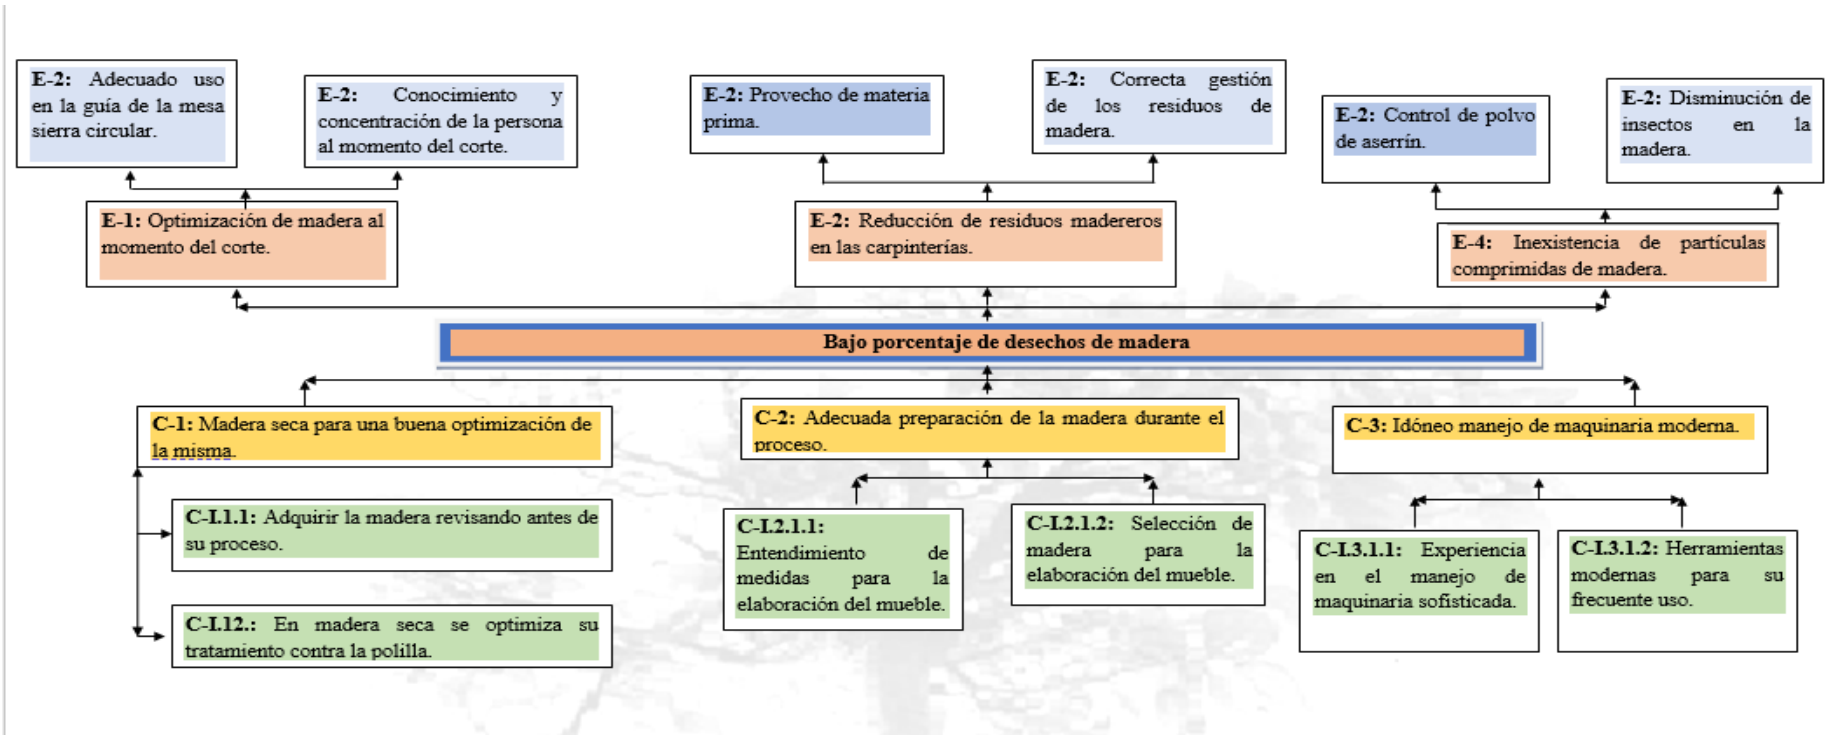 E-2: Adecuado uso
en la guía de la mesa
sierra circular.
E-2: Conocimiento y
concentración de la persona
al momento del corte.
E-2: Provecho de materia
prima.
E-2: Correcta gestión
de los residuos de
madera.
E-2: Control de polvo
de aserrín.
E-2: Disminución de
insectos en la
madera.
E-1: Optimización de madera al
momento del corte.
E-2: Reducción de residuos madereros
en las carpinterías.
E-4: Inexistencia de partículas
comprimidas de madera.
Bajo porcentaje de desechos de madera
C-1: Madera seca para una buena optimización de
la misma.
C-2: Adecuada preparación de la madera durante el
proceso.
C-3: Idóneo manejo de maquinaria moderna.
C-I.1.1: Adquirir la madera revisando antes de
su proceso.
C-I.12.: En madera seca se optimiza su
tratamiento contra la polilla.
C-I.2.1.1:
Entendimiento de
medidas para la
elaboración del mueble.
C-I.2.1.2: Selección de
madera para la
elaboración del mueble.
C-I.3.1.1: Experiencia
en el manejo de
maquinaria sofisticada.
C-I.3.1.2: Herramientas
modernas para su
frecuente uso.